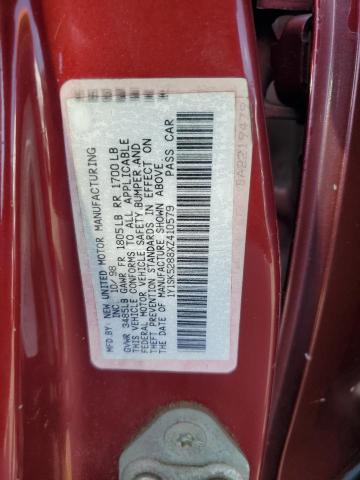 MFD. BY: NEW UNITED MOTOR MANUFACTURING
INC. 10/98
GVWR 3485LB GAWR FR 1805LB RR 1700LB
THIS VEHICLE CONFORMS TO ALL APPLICABLE
FEDERAL MOTOR VEHICLE SAFETY,BUMPER,AND
THEFT PREVENTION STANDARDS IN EFFECT ON
THE DATE OF MANUFACTURE SHOWN ABOVE.
1Y1SK5288XZ410579 PASS CAR